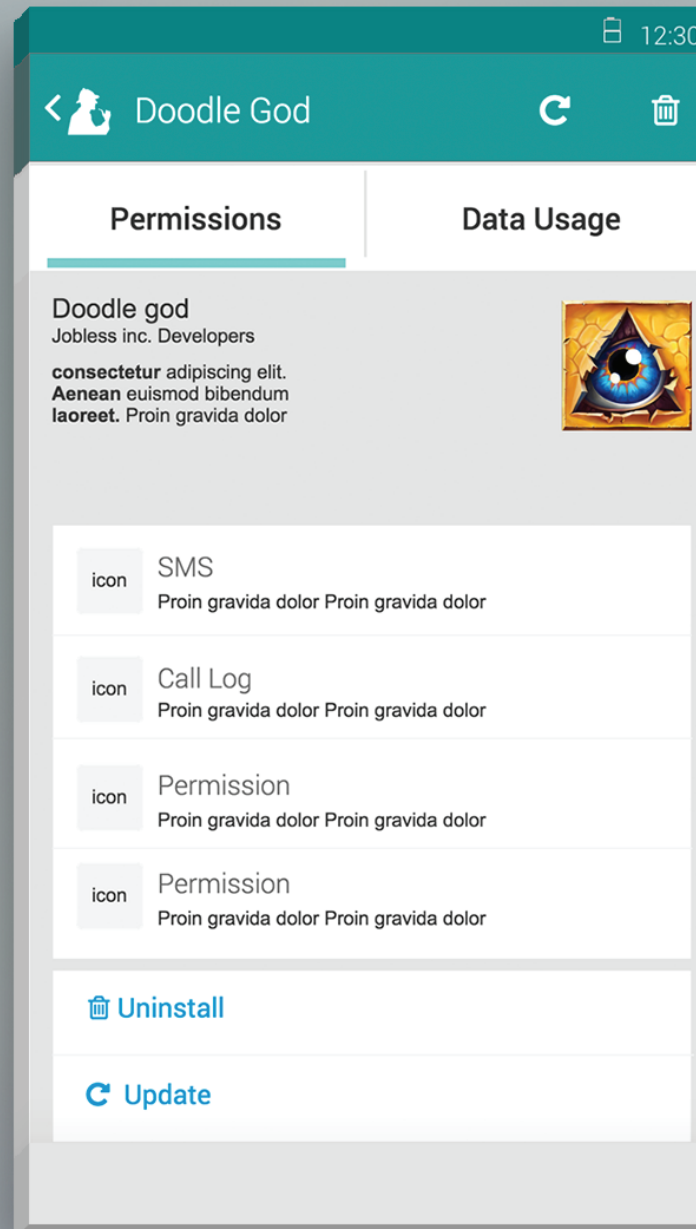 12:30
Doodle God
Permissions
Data Usage
Doodle god
Jobless inc. Developers
consectetur adipiscing elit.
Aenean euismod bibendum
laoreet. Proin gravida dolor
icon
SMS
Proin gravida dolor Proin gravida dolor
icon
Call Log
Proin gravida dolor Proin gravida dolor
icon
Permission
Proin gravida dolor Proin gravida dolor
icon
Permission
Proin gravida dolor Proin gravida dolor
Uninstall
Update